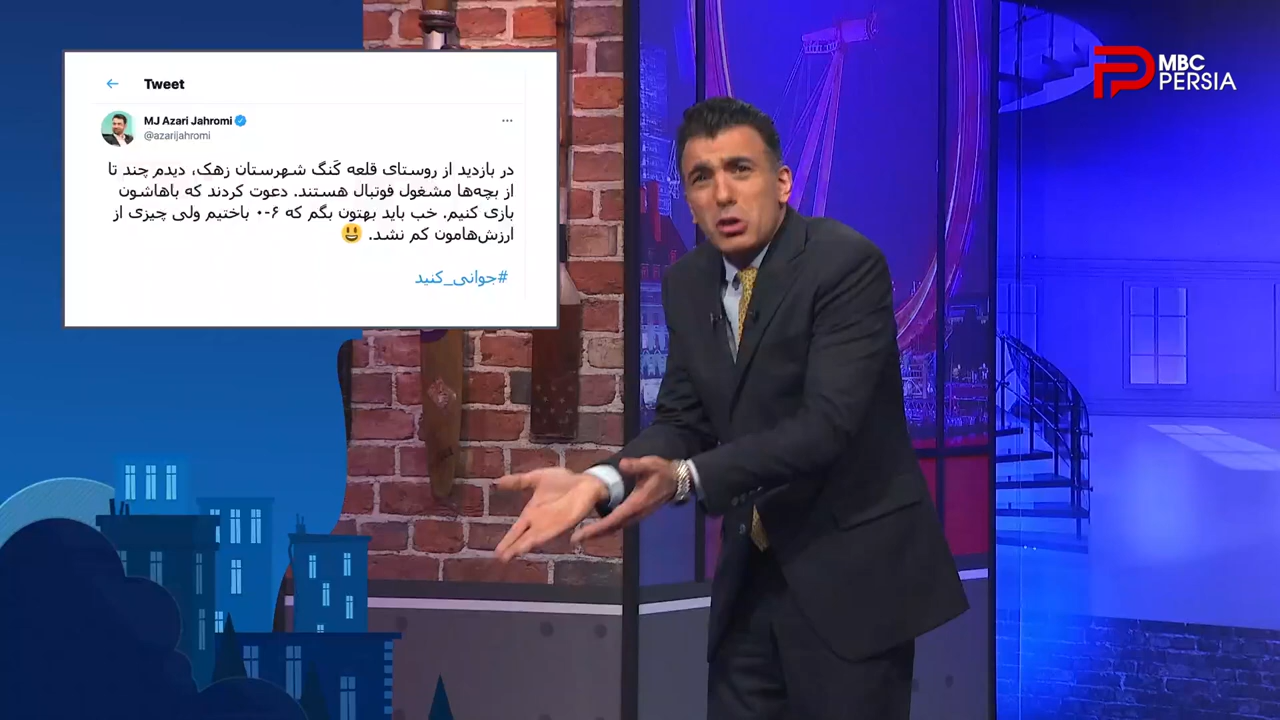 Tweet
MJ Azari Jahromi
@azarijahromi
در بازدید از روستای قلعه کَنگ شهرستان زهک، دیدم چند تا
از بچه‌ها مشغول فوتبال هستند. دعوت کردند که باهاشون
بازی کنیم. خب باید بهتون بگم که ۶-۰ باختیم ولی چیزی از
ارزش‌هامون کم نشد. 😃
#جوانی_کنید
MBC
PERSIA